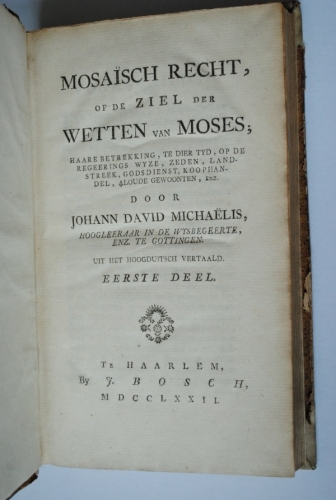 MOSAÏSCH RECHT,
OF DE ZIEL DER
WETTEN VAN MOSES;
HAARE BETREKKING, TE DIER TYD, OP DE
REGEERINGS WYZE, ZEDEN, LAND-
STREEK, GODSDIENST, KOOPHAN-
DEL, ALOUDE GEWOONTEN, ENZ.
DOOR
JOHANN DAVID MICHAËLIS,
HOOGLEERAAR IN DE WYSBEGEERTE,
ENZ. TE GOTTINGEN.
UIT HET HOOGDUITSCH VERTAALD.
EERSTE DEEL.
TE HAARLEM,
By J. BOSCH,
MDCCLXXII.